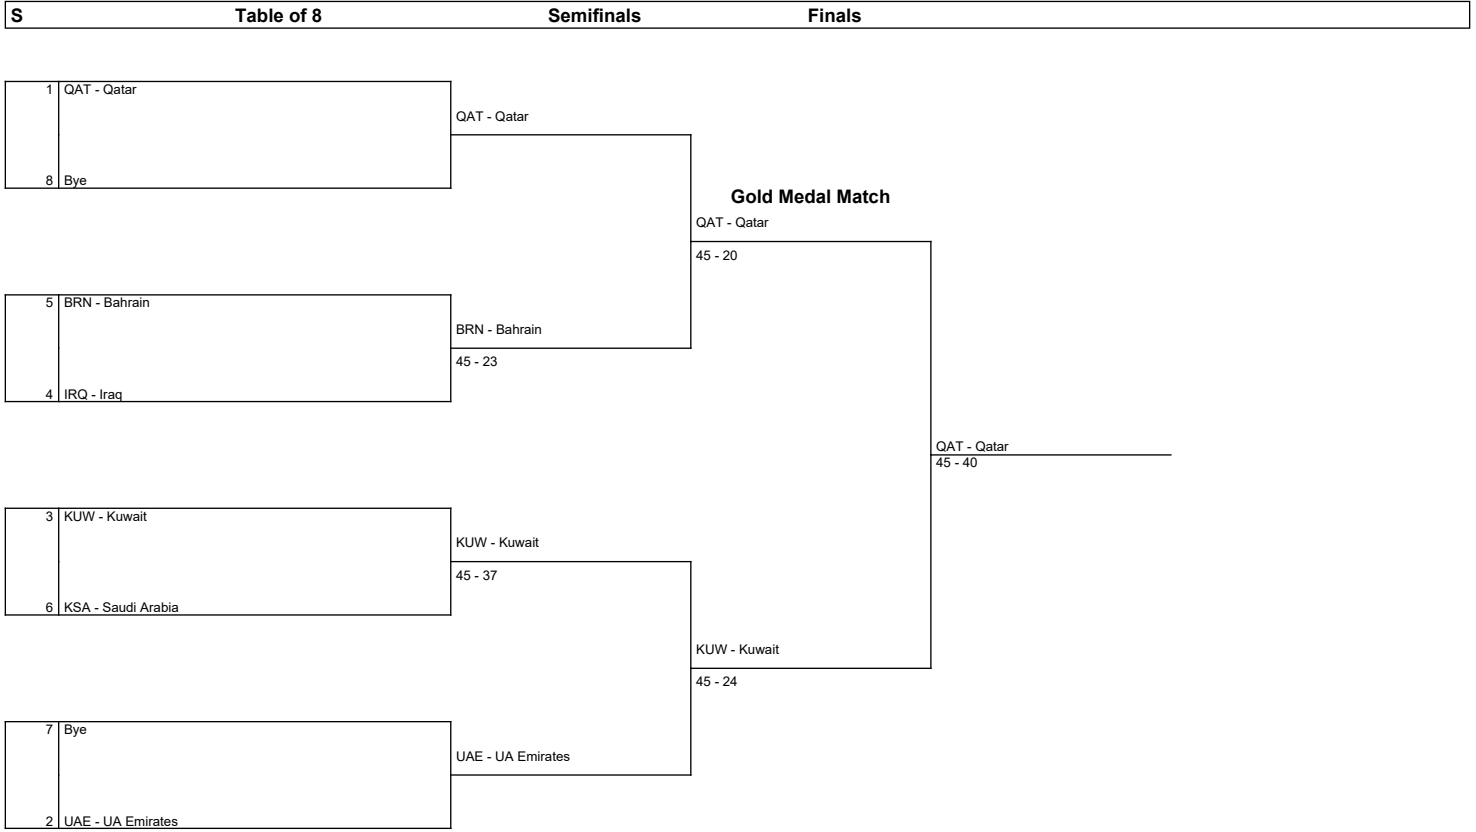 S Table of 8 Semifinals Finals
1 QAT - Qatar
QAT - Qatar
8 Bye
Gold Medal Match
QAT - Qatar
45 - 20
5 BRN - Bahrain
BRN - Bahrain
45 - 23
4 IRQ - Iraq
QAT - Qatar
45 - 40
3 KUW - Kuwait
KUW - Kuwait
45 - 37
6 KSA - Saudi Arabia
KUW - Kuwait
45 - 24
7 Bye
UAE - UA Emirates
2 UAE - UA Emirates